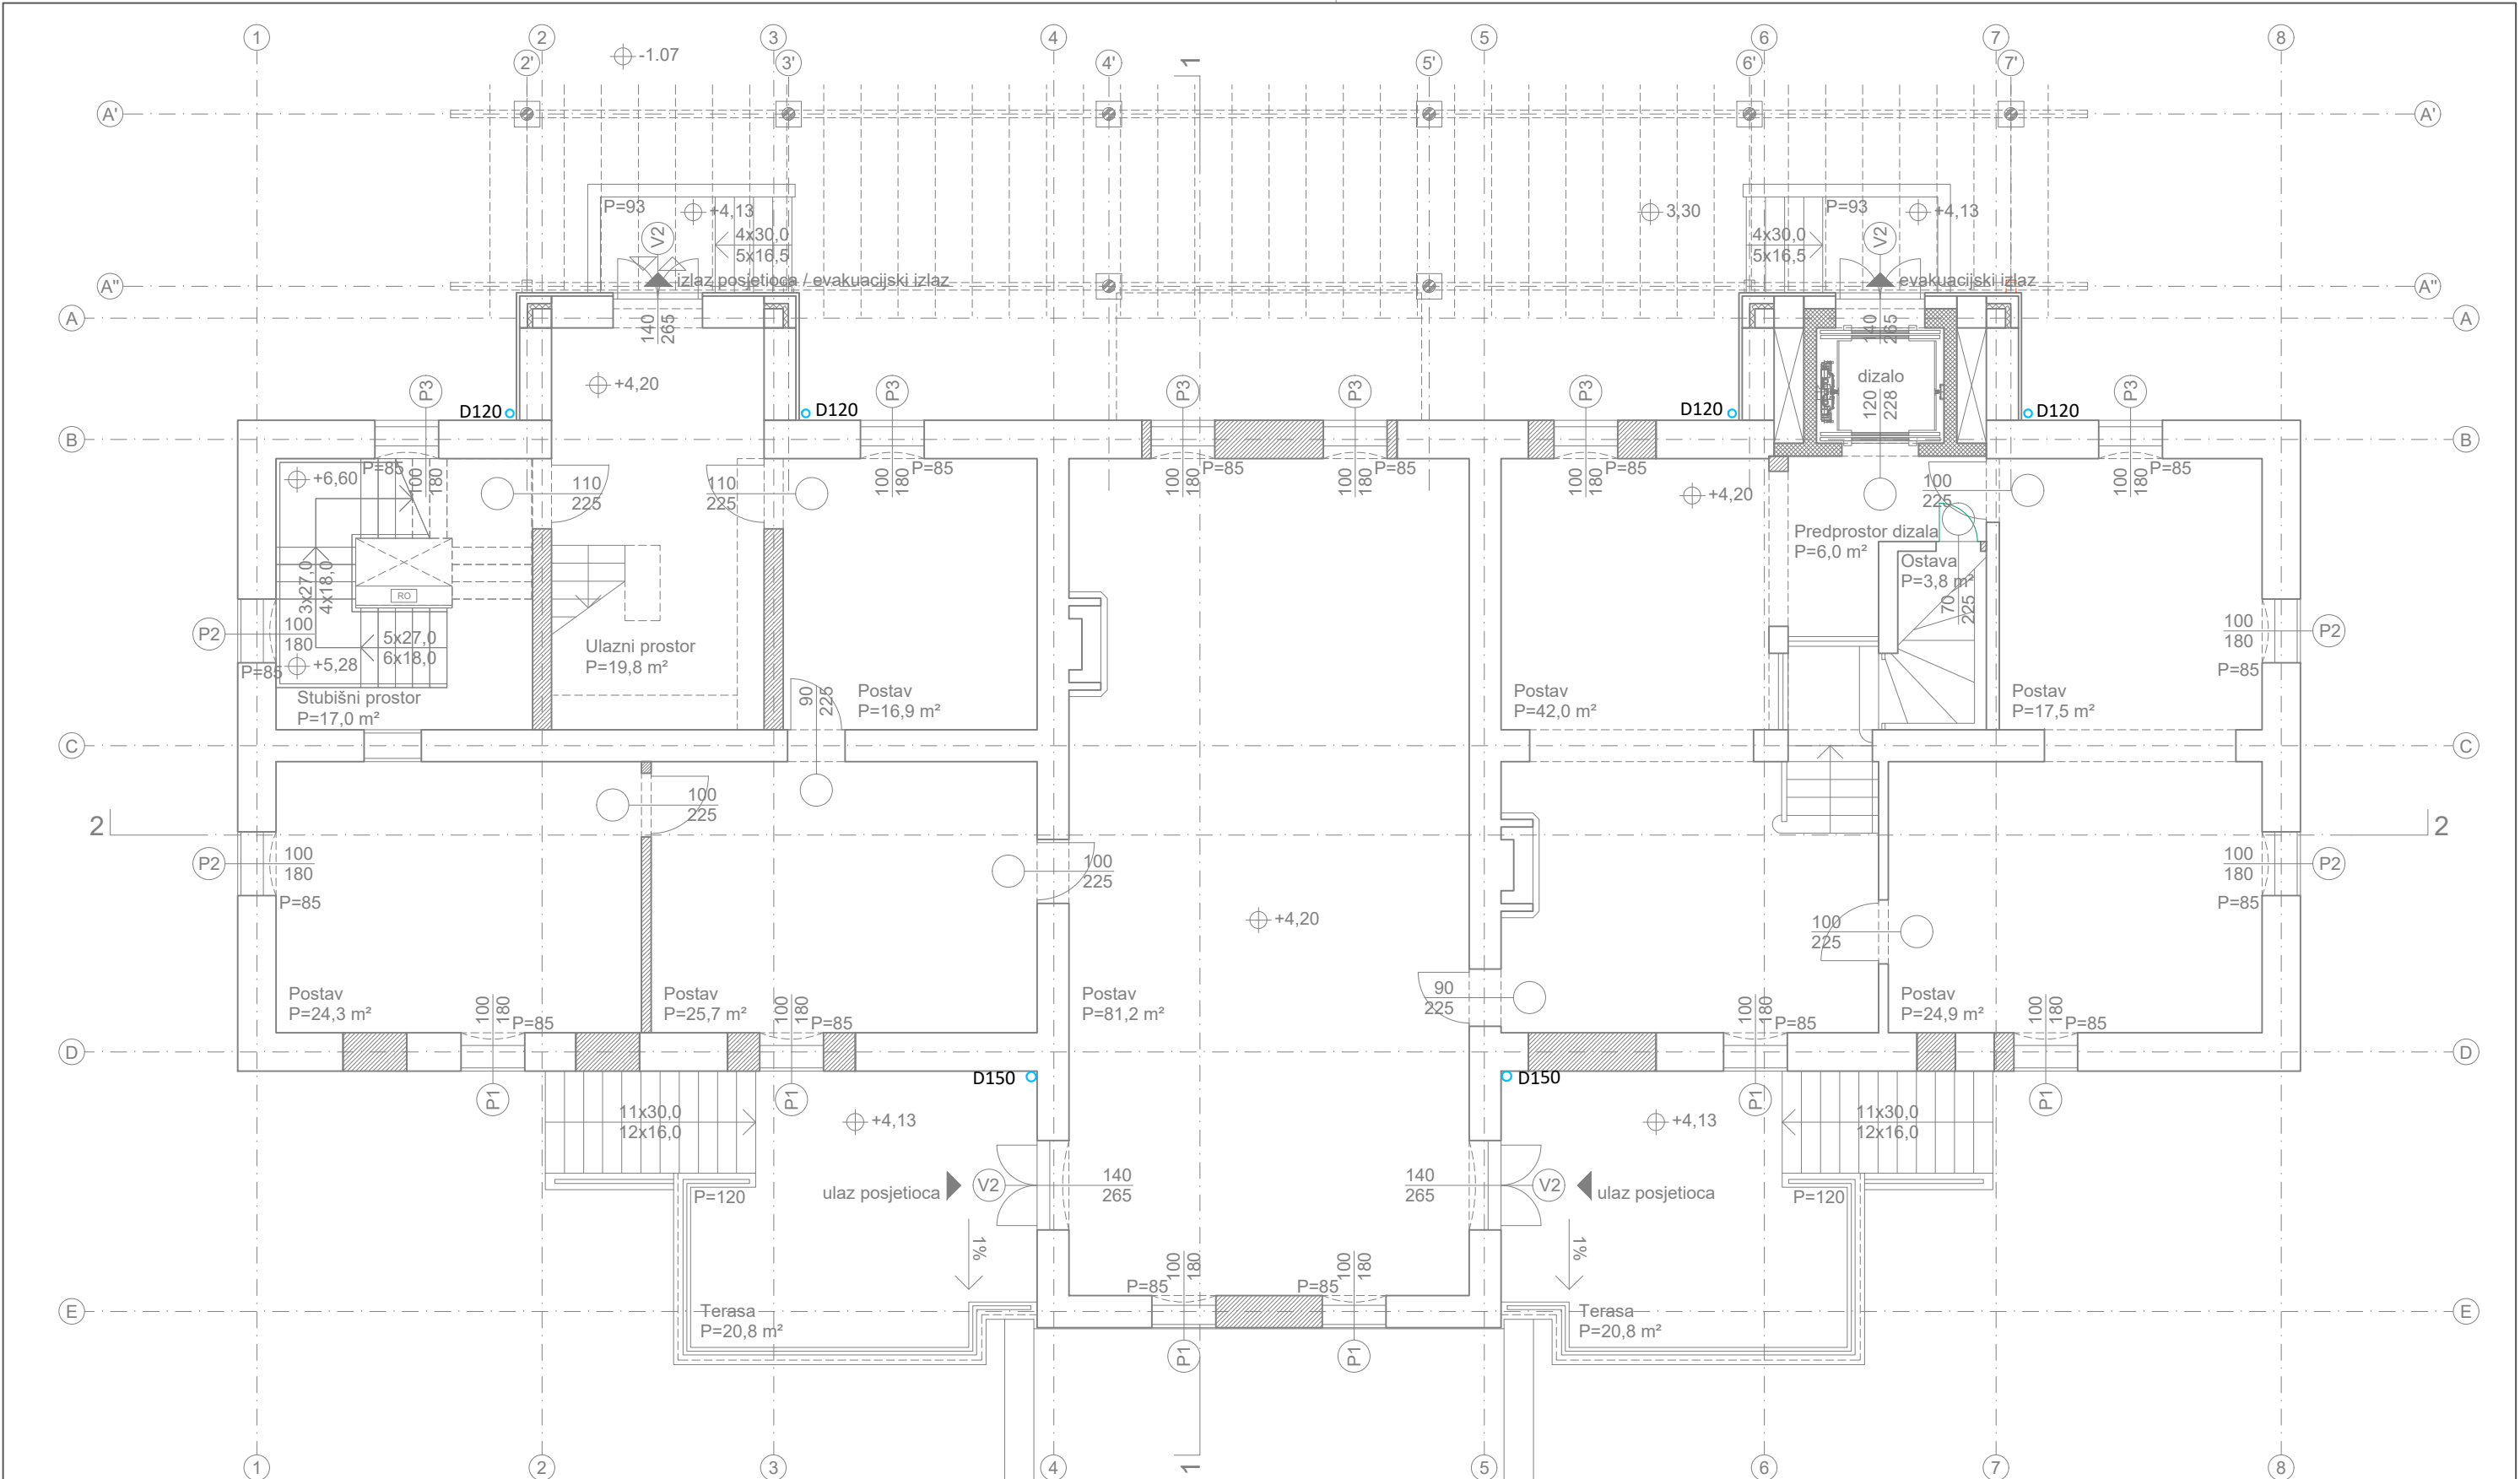 1
2
3
4
5
6
7
8
2'
3'
4'
5'
6'
7'
-1.07
1
A'
A'
P=93
+4,13
V2
4x30,0
5x16,5
izlaz posjetioca / evakuacijski izlaz
3,30
P=93
+4,13
V2
4x30,0
5x16,5
evakuacijski izlaz
A"
A"
A
A
140
265
140
265
+4,20
dizalo
120
228
P3
P3
P3
P3
P3
P3
D120
D120
D120
D120
B
B
P=85
100
180
+6,60
110
225
110
225
100
180
P=85
100
180
P=85
100
180
P=85
100
180
P=85
+4,20
100
225
100
180
P=85
Predprostor dizala
P=6,0 m²
Ostava
P=3,8 m²
70
225
3x27,0
4x18,0
RO
P2
100
180
P=85
5x27,0
6x18,0
+5,28
Stubišni prostor
P=17,0 m²
Ulazni prostor
P=19,8 m²
90
225
Postav
P=16,9 m²
Postav
P=42,0 m²
Postav
P=17,5 m²
100
180
P2
P=85
C
C
100
225
2
2
P2
100
180
P=85
100
225
100
180
P2
P=85
+4,20
100
225
90
225
Postav
P=24,3 m²
100
180
P=85
Postav
P=25,7 m²
100
180
P=85
Postav
P=81,2 m²
100
180
P=85
Postav
P=24,9 m²
100
180
P=85
D
D
D150
D150
P1
P1
P1
P1
11x30,0
12x16,0
+4,13
+4,13
11x30,0
12x16,0
P=120
ulaz posjetioca
V2
140
265
140
265
V2
ulaz posjetioca
P=120
1%
1%
P=85
100
180
P=85
100
180
E
E
Terasa
P=20,8 m²
Terasa
P=20,8 m²
P1
P1
1
2
3
4
1
5
6
7
8